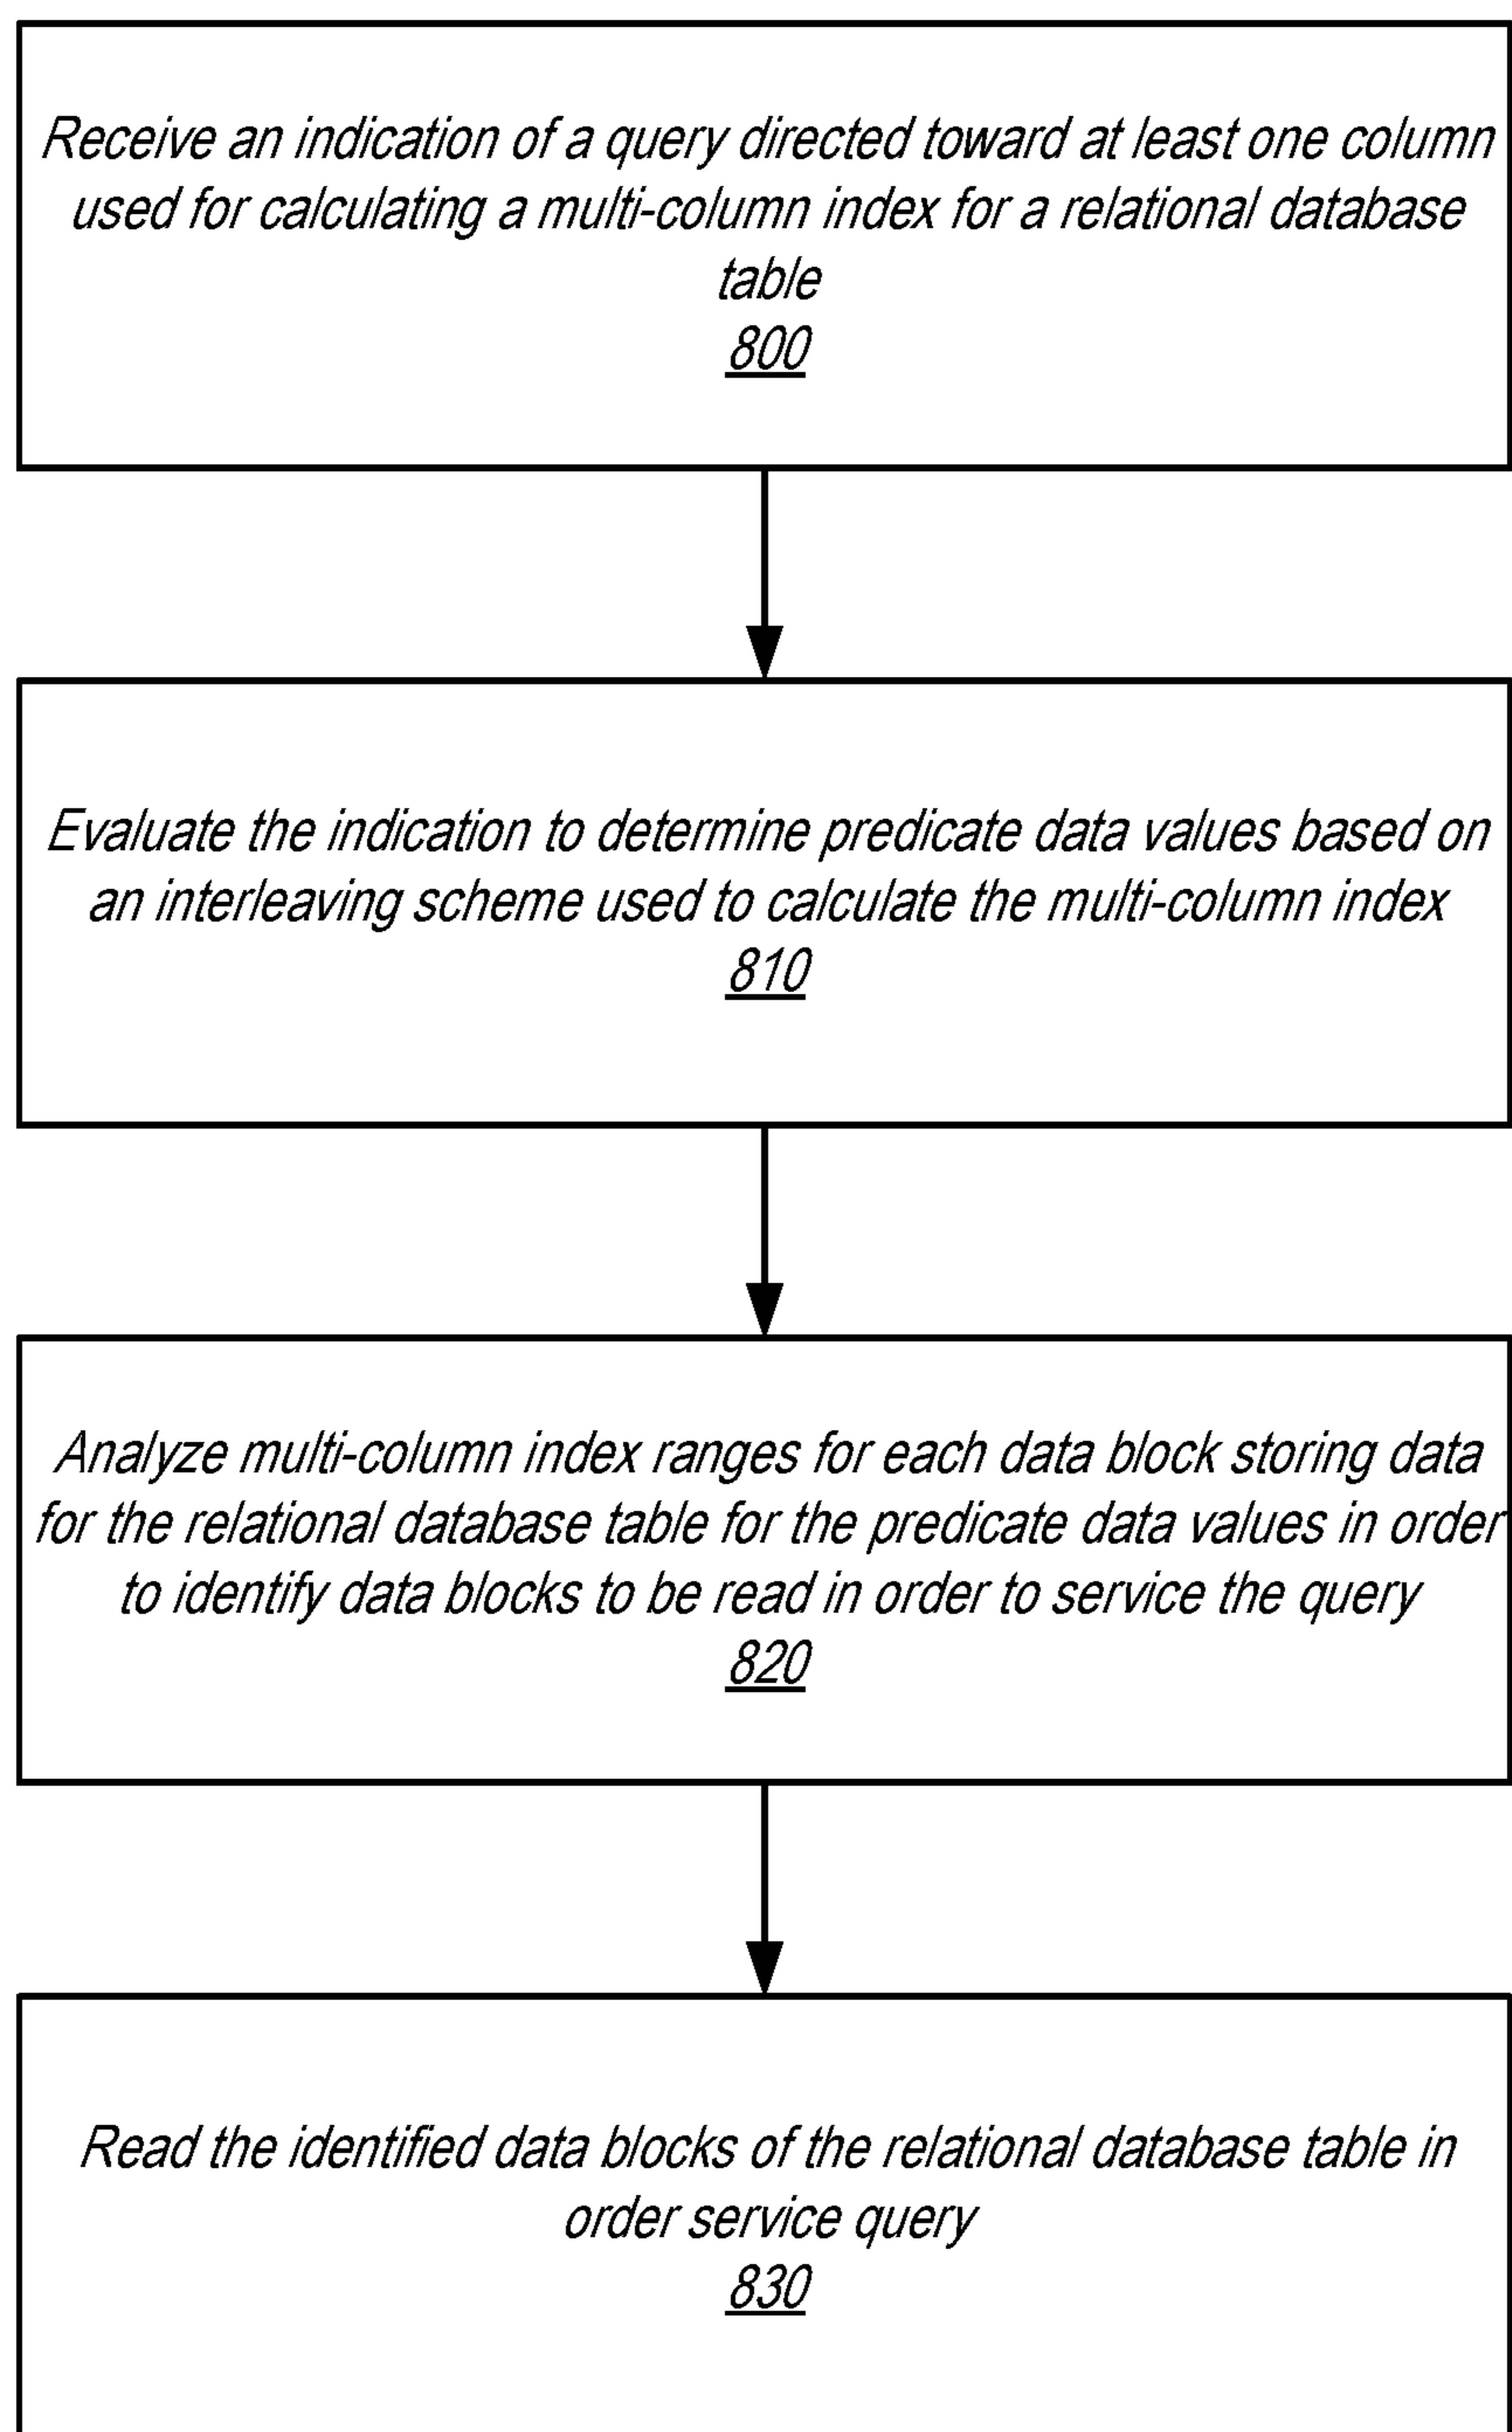 Receive an indication of a query directed toward at least one column
used for calculating a multi-column index for a relational database
table
800
Evaluate the indication to determine predicate data values based on
an interleaving scheme used to calculate the multi-column index
810
Analyze multi-column index ranges for each data block storing data
for the relational database table for the predicate data values in order
to identify data blocks to be read in order to service the query
820
Read the identified data blocks of the relational database table in
order service query
830